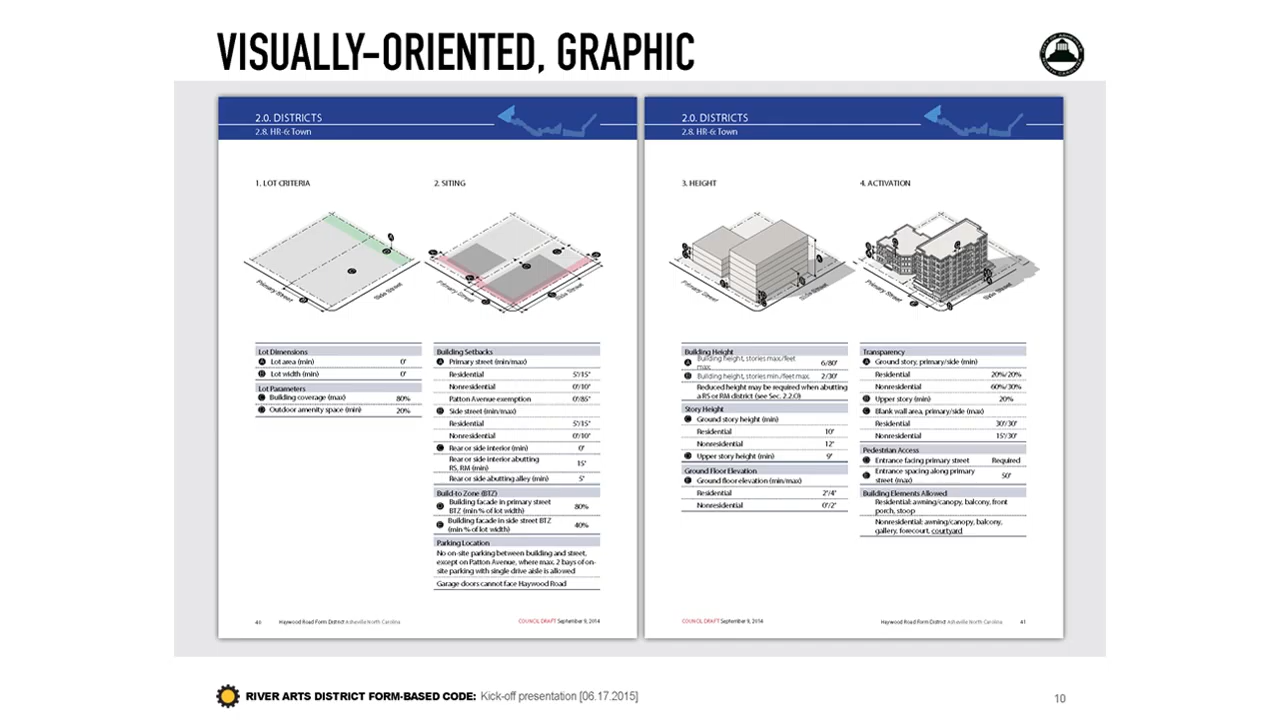 VISUALLY-ORIENTED, GRAPHIC
2.0. DISTRICTS
2.8. HR-6: Town
1. LOT CRITERIA
2. SITING
Primary Street
Side Street
Primary Street
Side Street
Lot Dimensions
A Lot area (min) 0'
B Lot width (min) 0'
Lot Parameters
C Building coverage (max) 80%
D Outdoor amenity space (min) 20%
Building Setbacks
A Primary street (min/max)
Residential 5'/15'
Nonresidential 0'/10'
Patton Avenue exemption 0'/85'
B Side street (min/max)
Residential 5'/15'
Nonresidential 0'/10'
C Rear or side interior (min) 0'
Rear or side interior abutting
RS, RM (min) 15'
Rear or side abutting alley (min) 5'
Build-to Zone (BTZ)
D Building facade in primary street
BTZ (min % of lot width) 80%
E Building facade in side street BTZ
(min % of lot width) 40%
Parking Location
No on-site parking between building and street,
except on Patton Avenue, where max. 2 bays of on-
site parking with single drive aisle is allowed
Garage doors cannot face Haywood Road
40 Haywood Road Form District Asheville North Carolina
COUNCIL DRAFT September 9, 2014
2.0. DISTRICTS
2.8. HR-6: Town
3. HEIGHT
4. ACTIVATION
Primary Street
Side Street
Primary Street
Side Street
Building Height
A Building height, stories max/feet
max 6/80'
B Building height, stories min/feet max 2/30'
Reduced height may be required when abutting
a RS or RM district (see Sec. 2.2.O)
Story Height
C Ground story height (min)
Residential 10'
Nonresidential 12'
D Upper story height (min) 9'
Ground Floor Elevation
E Ground floor elevation (min/max)
Residential 2'/4'
Nonresidential 0'/2'
Transparency
A Ground story, primary/side (min)
Residential 20%/20%
Nonresidential 60%/30%
B Upper story (min) 20%
C Blank wall area, primary/side (max)
Residential 30'/30'
Nonresidential 15'/30'
Pedestrian Access
D Entrance facing primary street Required
E Entrance spacing along primary
street (max) 50'
Building Elements Allowed
Residential: awning/canopy, balcony, front
porch, stoop
Nonresidential: awning/canopy, balcony,
gallery, forecourt, courtyard
COUNCIL DRAFT September 9, 2014
Haywood Road Form District Asheville North Carolina 41
RIVER ARTS DISTRICT FORM-BASED CODE: Kick-off presentation [06.17.2015]
10